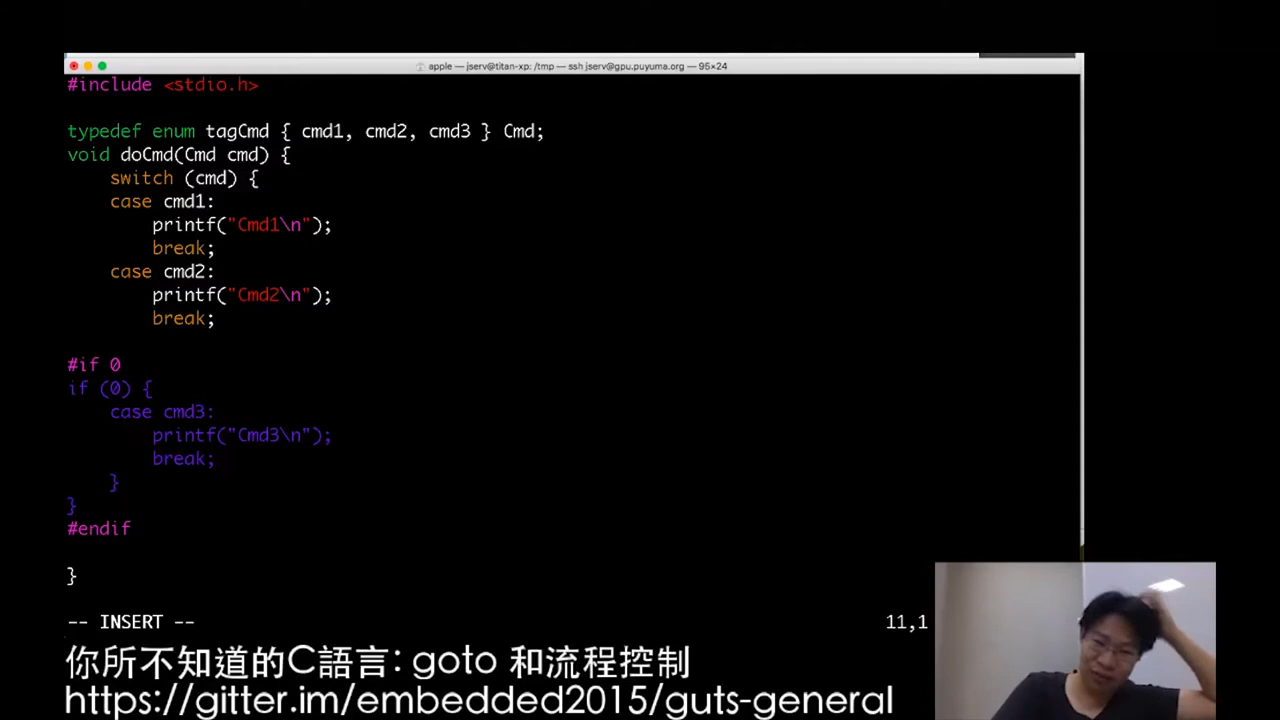 apple — jserv@titan-xp: /tmp — ssh jserv@gpu.puyuma.org — 95×24
#include <stdio.h>
typedef enum tagCmd { cmd1, cmd2, cmd3 } Cmd;
void doCmd(Cmd cmd) {
    switch (cmd) {
    case cmd1:
        printf("Cmd1\n");
        break;
    case cmd2:
        printf("Cmd2\n");
        break;
#if 0
if (0) {
    case cmd3:
        printf("Cmd3\n");
        break;
    }
}
#endif
}
-- INSERT -- 11,1
你所不知道的C語言: goto 和流程控制
https://gitter.im/embedded2015/guts-general